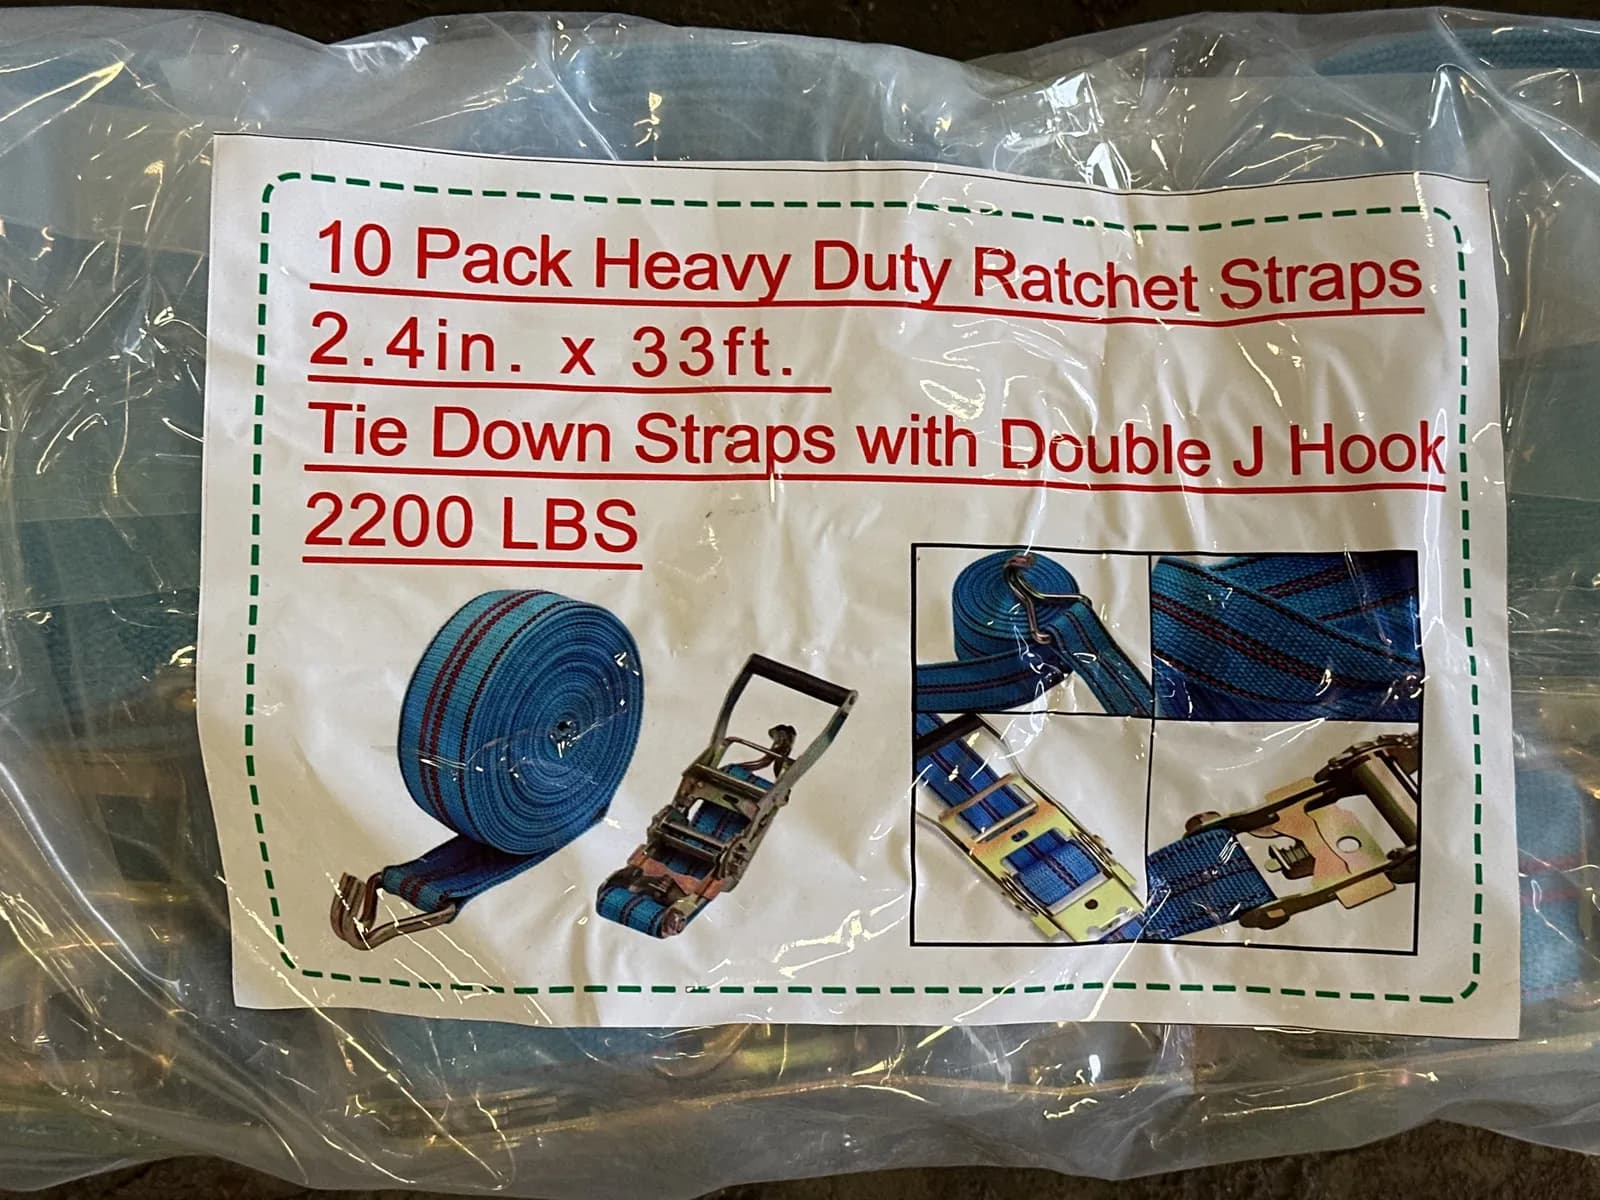 10 Pack Heavy Duty Ratchet Straps
2.4in. x 33ft.
Tie Down Straps with Double J Hook
2200 LBS